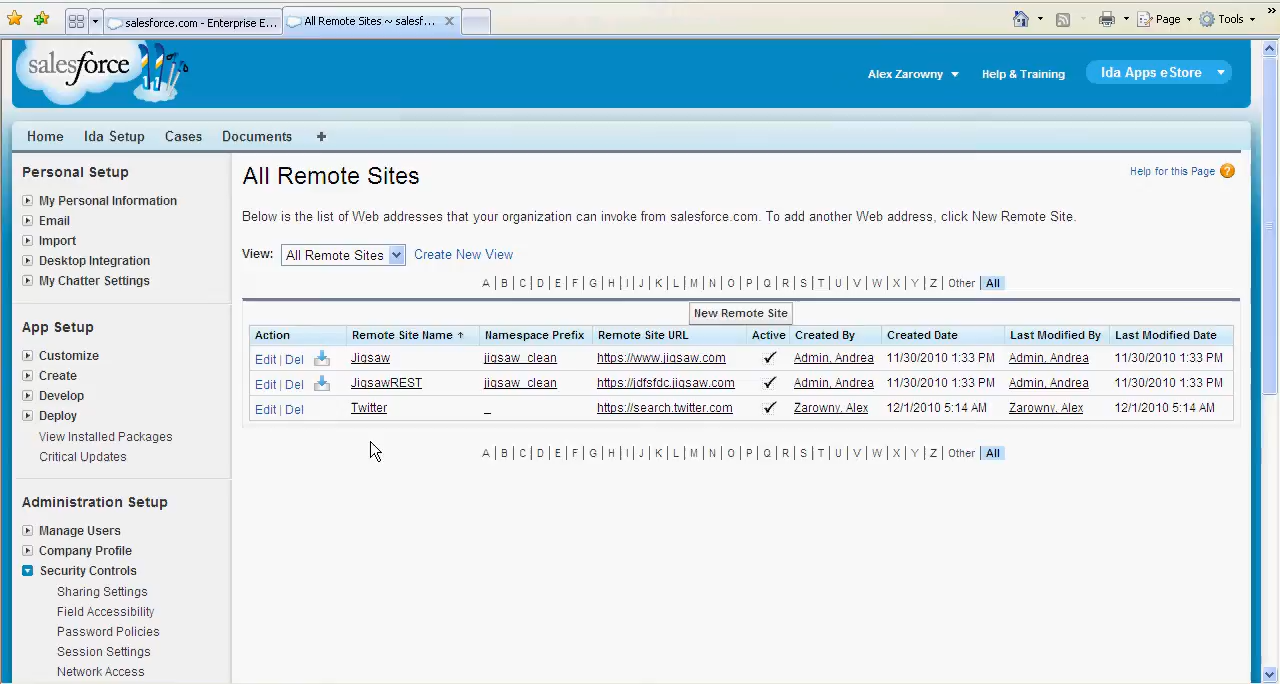 salesforce.com - Enterprise E... All Remote Sites ~ salesf...
Page Tools »
salesforce
Alex Zarowny Help & Training Ida Apps eStore
Home Ida Setup Cases Documents +
Personal Setup
My Personal Information
Email
Import
Desktop Integration
My Chatter Settings
App Setup
Customize
Create
Develop
Deploy
View Installed Packages
Critical Updates
Administration Setup
Manage Users
Company Profile
Security Controls
Sharing Settings
Field Accessibility
Password Policies
Session Settings
Network Access
All Remote Sites
Help for this Page ?
Below is the list of Web addresses that your organization can invoke from salesforce.com. To add another Web address, click New Remote Site.
View: All Remote Sites Create New View
A | B | C | D | E | F | G | H | I | J | K | L | M | N | O | P | Q | R | S | T | U | V | W | X | Y | Z | Other | All
New Remote Site
Action Remote Site Name ↑ Namespace Prefix Remote Site URL Active Created By Created Date Last Modified By Last Modified Date
Edit | Del Jigsaw jigsaw_clean https://www.jigsaw.com ✓ Admin, Andrea 11/30/2010 1:33 PM Admin, Andrea 11/30/2010 1:33 PM
Edit | Del JigsawREST jigsaw_clean https://jdfsfdc.jigsaw.com ✓ Admin, Andrea 11/30/2010 1:33 PM Admin, Andrea 11/30/2010 1:33 PM
Edit | Del Twitter _ https://search.twitter.com ✓ Zarowny, Alex 12/1/2010 5:14 AM Zarowny, Alex 12/1/2010 5:14 AM
A | B | C | D | E | F | G | H | I | J | K | L | M | N | O | P | Q | R | S | T | U | V | W | X | Y | Z | Other | All